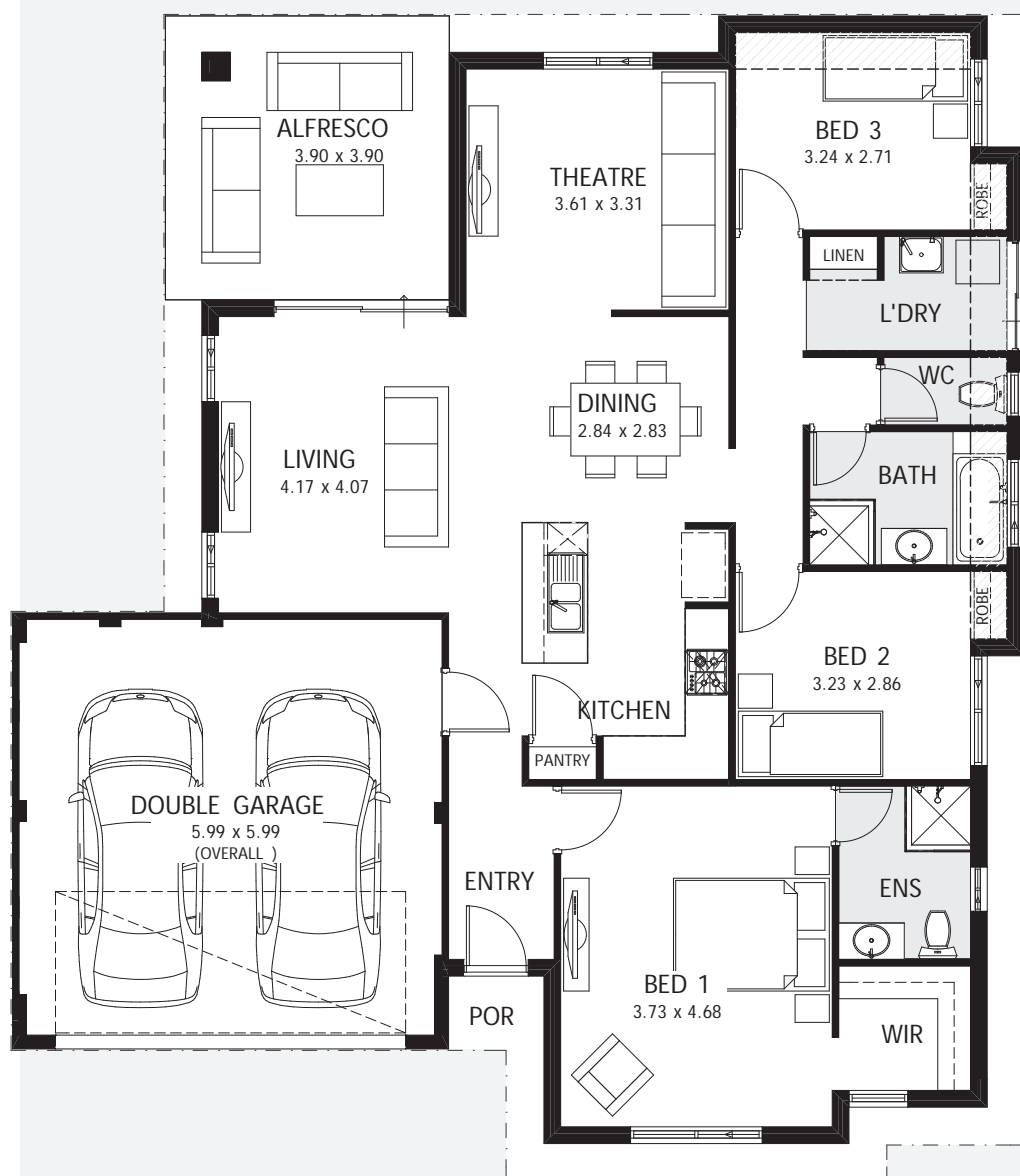 ALFRESCO
3.90 x 3.90
THEATRE
3.61 x 3.31
BED 3
3.24 x 2.71
ROBE
LINEN
L'DRY
WC
DINING
2.84 x 2.83
LIVING
4.17 x 4.07
BATH
ROBE
BED 2
3.23 x 2.86
KITCHEN
PANTRY
DOUBLE GARAGE
5.99 x 5.99
(OVERALL )
ENTRY
ENS
BED 1
3.73 x 4.68
POR
WIR